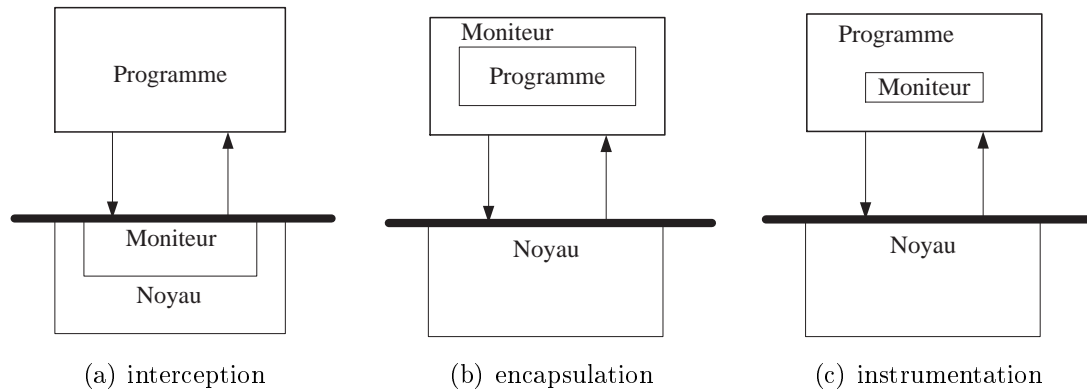 Programme
Moniteur
Noyau
(a) interception
Moniteur
Programme
Noyau
(b) encapsulation
Programme
Moniteur
Noyau
(c) instrumentation